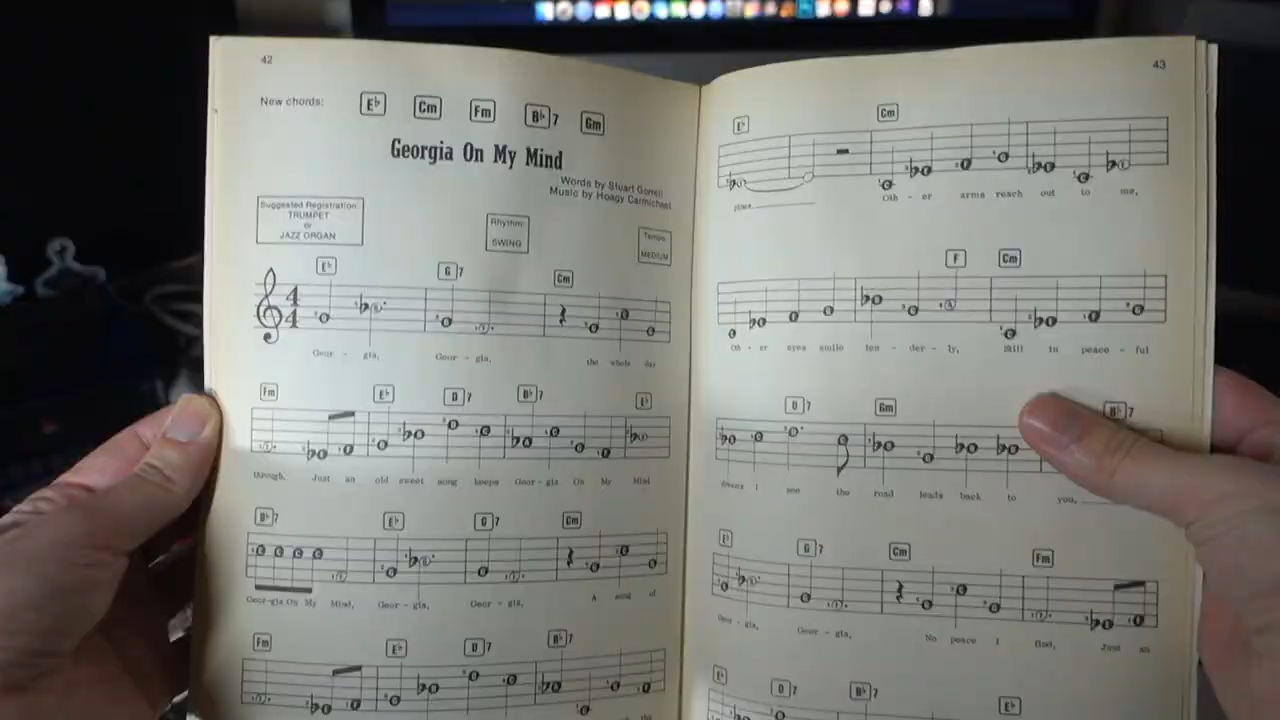 42
New chords: E♭ Cm Fm B♭7 Gm
Georgia On My Mind
Words by Stuart Gorrell
Music by Hoagy Carmichael
Suggested Registration:
TRUMPET
or
JAZZ ORGAN
Rhythm:
SWING
Tempo:
MEDIUM
E♭ G7 Cm
4
4
Geor - gia, Geor - gia, the whole day
Fm E♭ D7 B♭7 E♭
through, Just an old sweet song keeps Geor-gia On My Mind
B♭7 E♭ G7 Cm
Geor-gia On My Mind, Geor - gia, Geor - gia, A song of
Fm E♭ D7 B♭7
43
E♭ Gm
Oth - er arms reach out to me,
F Cm
Oth - er eyes smile ten - der - ly, Still in peace - ful
D7 Gm B♭7
I see the road leads back to you,
E♭ G7 Cm Fm
Geor - gia, Geor - gia, No peace I find, Just an
E♭ D7 B♭7 E♭